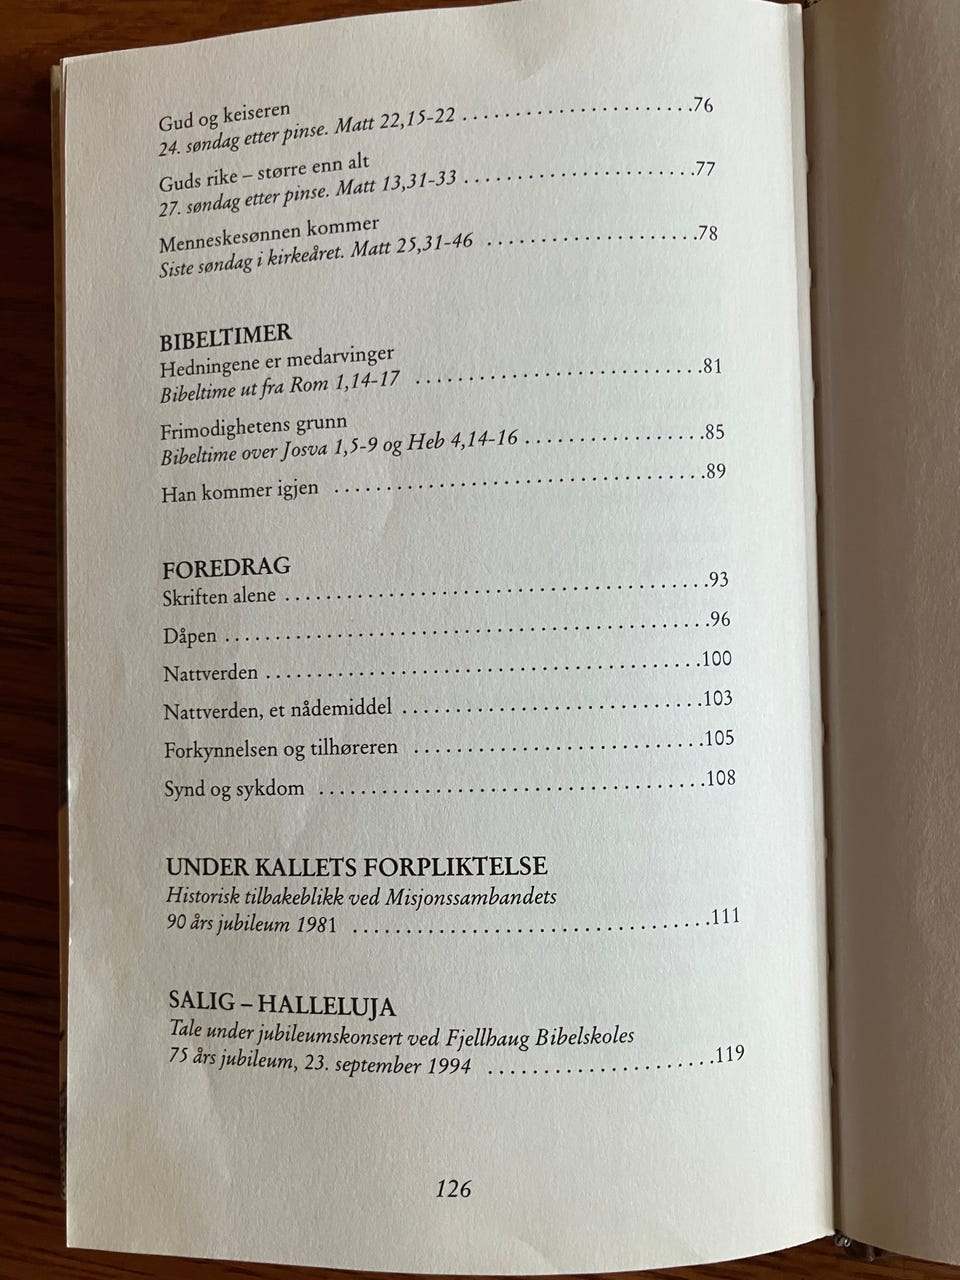 Gud og keiseren
24. søndag etter pinse. Matt 22,15-22 ......................76
Guds rike – større enn alt
27. søndag etter pinse. Matt 13,31-33 ......................77
Menneskesønnen kommer
Siste søndag i kirkeåret. Matt 25,31-46 ....................78
BIBELTIMER
Hedningene er medarvinger
Bibeltime ut fra Rom 1,14-17 ............................81
Frimodighetens grunn
Bibeltime over Josva 1,5-9 og Heb 4,14-16 .................85
Han kommer igjen ....................................89
FOREDRAG
Skriften alene .........................................93
Dåpen ..............................................96
Nattverden ..........................................100
Nattverden, et nådemiddel .............................103
Forkynnelsen og tilhøreren ............................105
Synd og sykdom ......................................108
UNDER KALLETS FORPLIKTELSE
Historisk tilbakeblikk ved Misjonssambandets
90 års jubileum 1981 ...................................111
SALIG – HALLELUJA
Tale under jubileumskonsert ved Fjellhaug Bibelskoles
75 års jubileum, 23. september 1994 ......................119
126